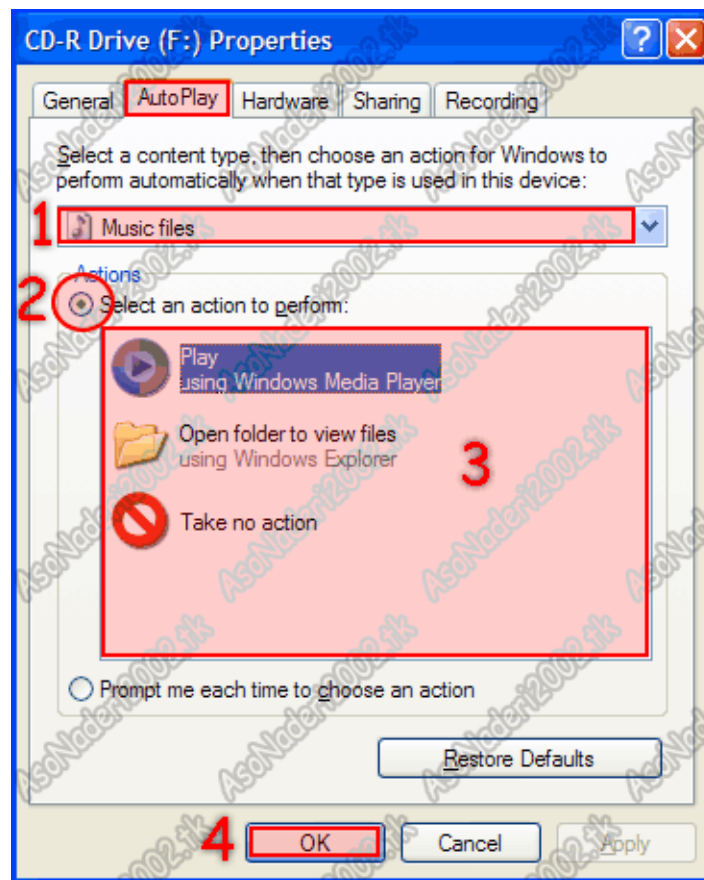 CD-R Drive (F:) Properties
General AutoPlay Hardware Sharing Recording
Select a content type, then choose an action for Windows to
perform automatically when that type is used in this device:
1 Music files
Actions
2 Select an action to perform:
Play
using Windows Media Player
Open folder to view files
using Windows Explorer
3
Take no action
Prompt me each time to choose an action
Restore Defaults
4 OK Cancel Apply
AsoNaderi2002.tk